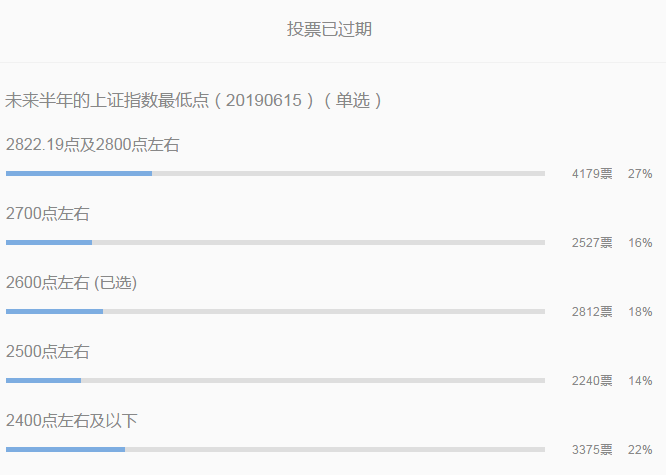 投票已过期
未来半年的上证指数最低点（20190615）（单选）
2822.19点及2800点左右
4179票 27%
2700点左右
2527票 16%
2600点左右 (已选)
2812票 18%
2500点左右
2240票 14%
2400点左右及以下
3375票 22%